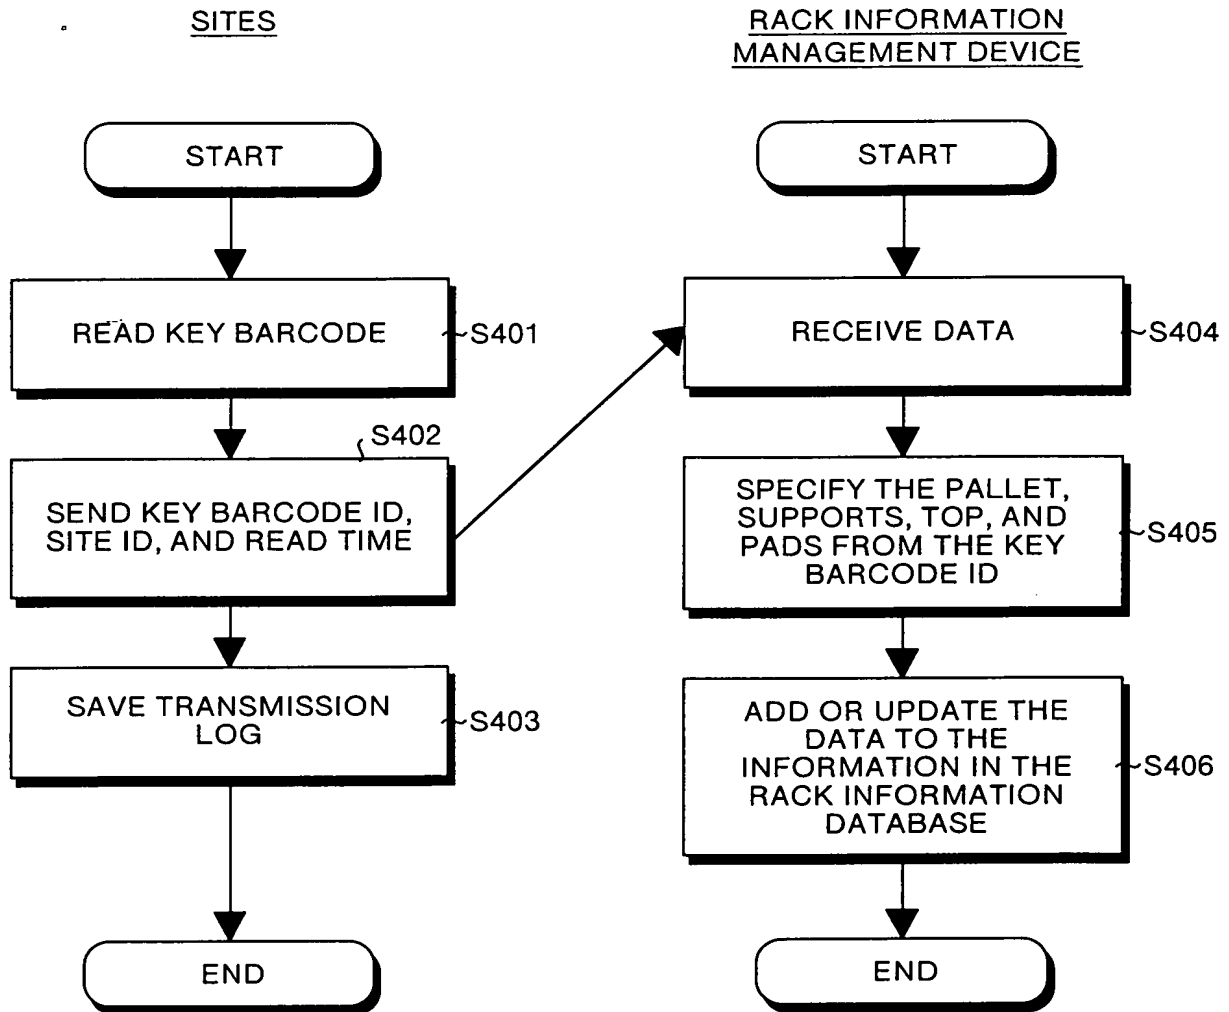 SITES
START
READ KEY BARCODE
S401
S402
SEND KEY BARCODE ID,
SITE ID, AND READ TIME
SAVE TRANSMISSION
LOG
S403
END
RACK INFORMATION
MANAGEMENT DEVICE
START
RECEIVE DATA
S404
SPECIFY THE PALLET,
SUPPORTS, TOP, AND
PADS FROM THE KEY
BARCODE ID
S405
ADD OR UPDATE THE
DATA TO THE
INFORMATION IN THE
RACK INFORMATION
DATABASE
S406
END